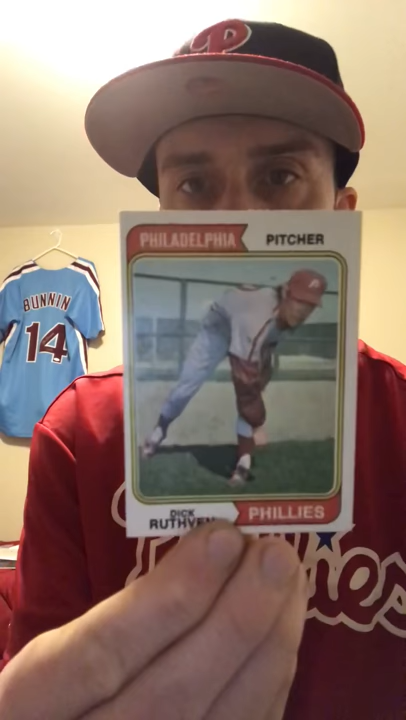 P
BUNNIN
14
PHILADELPHIA PITCHER
P
DICK
RUTHVEN
PHILLIES